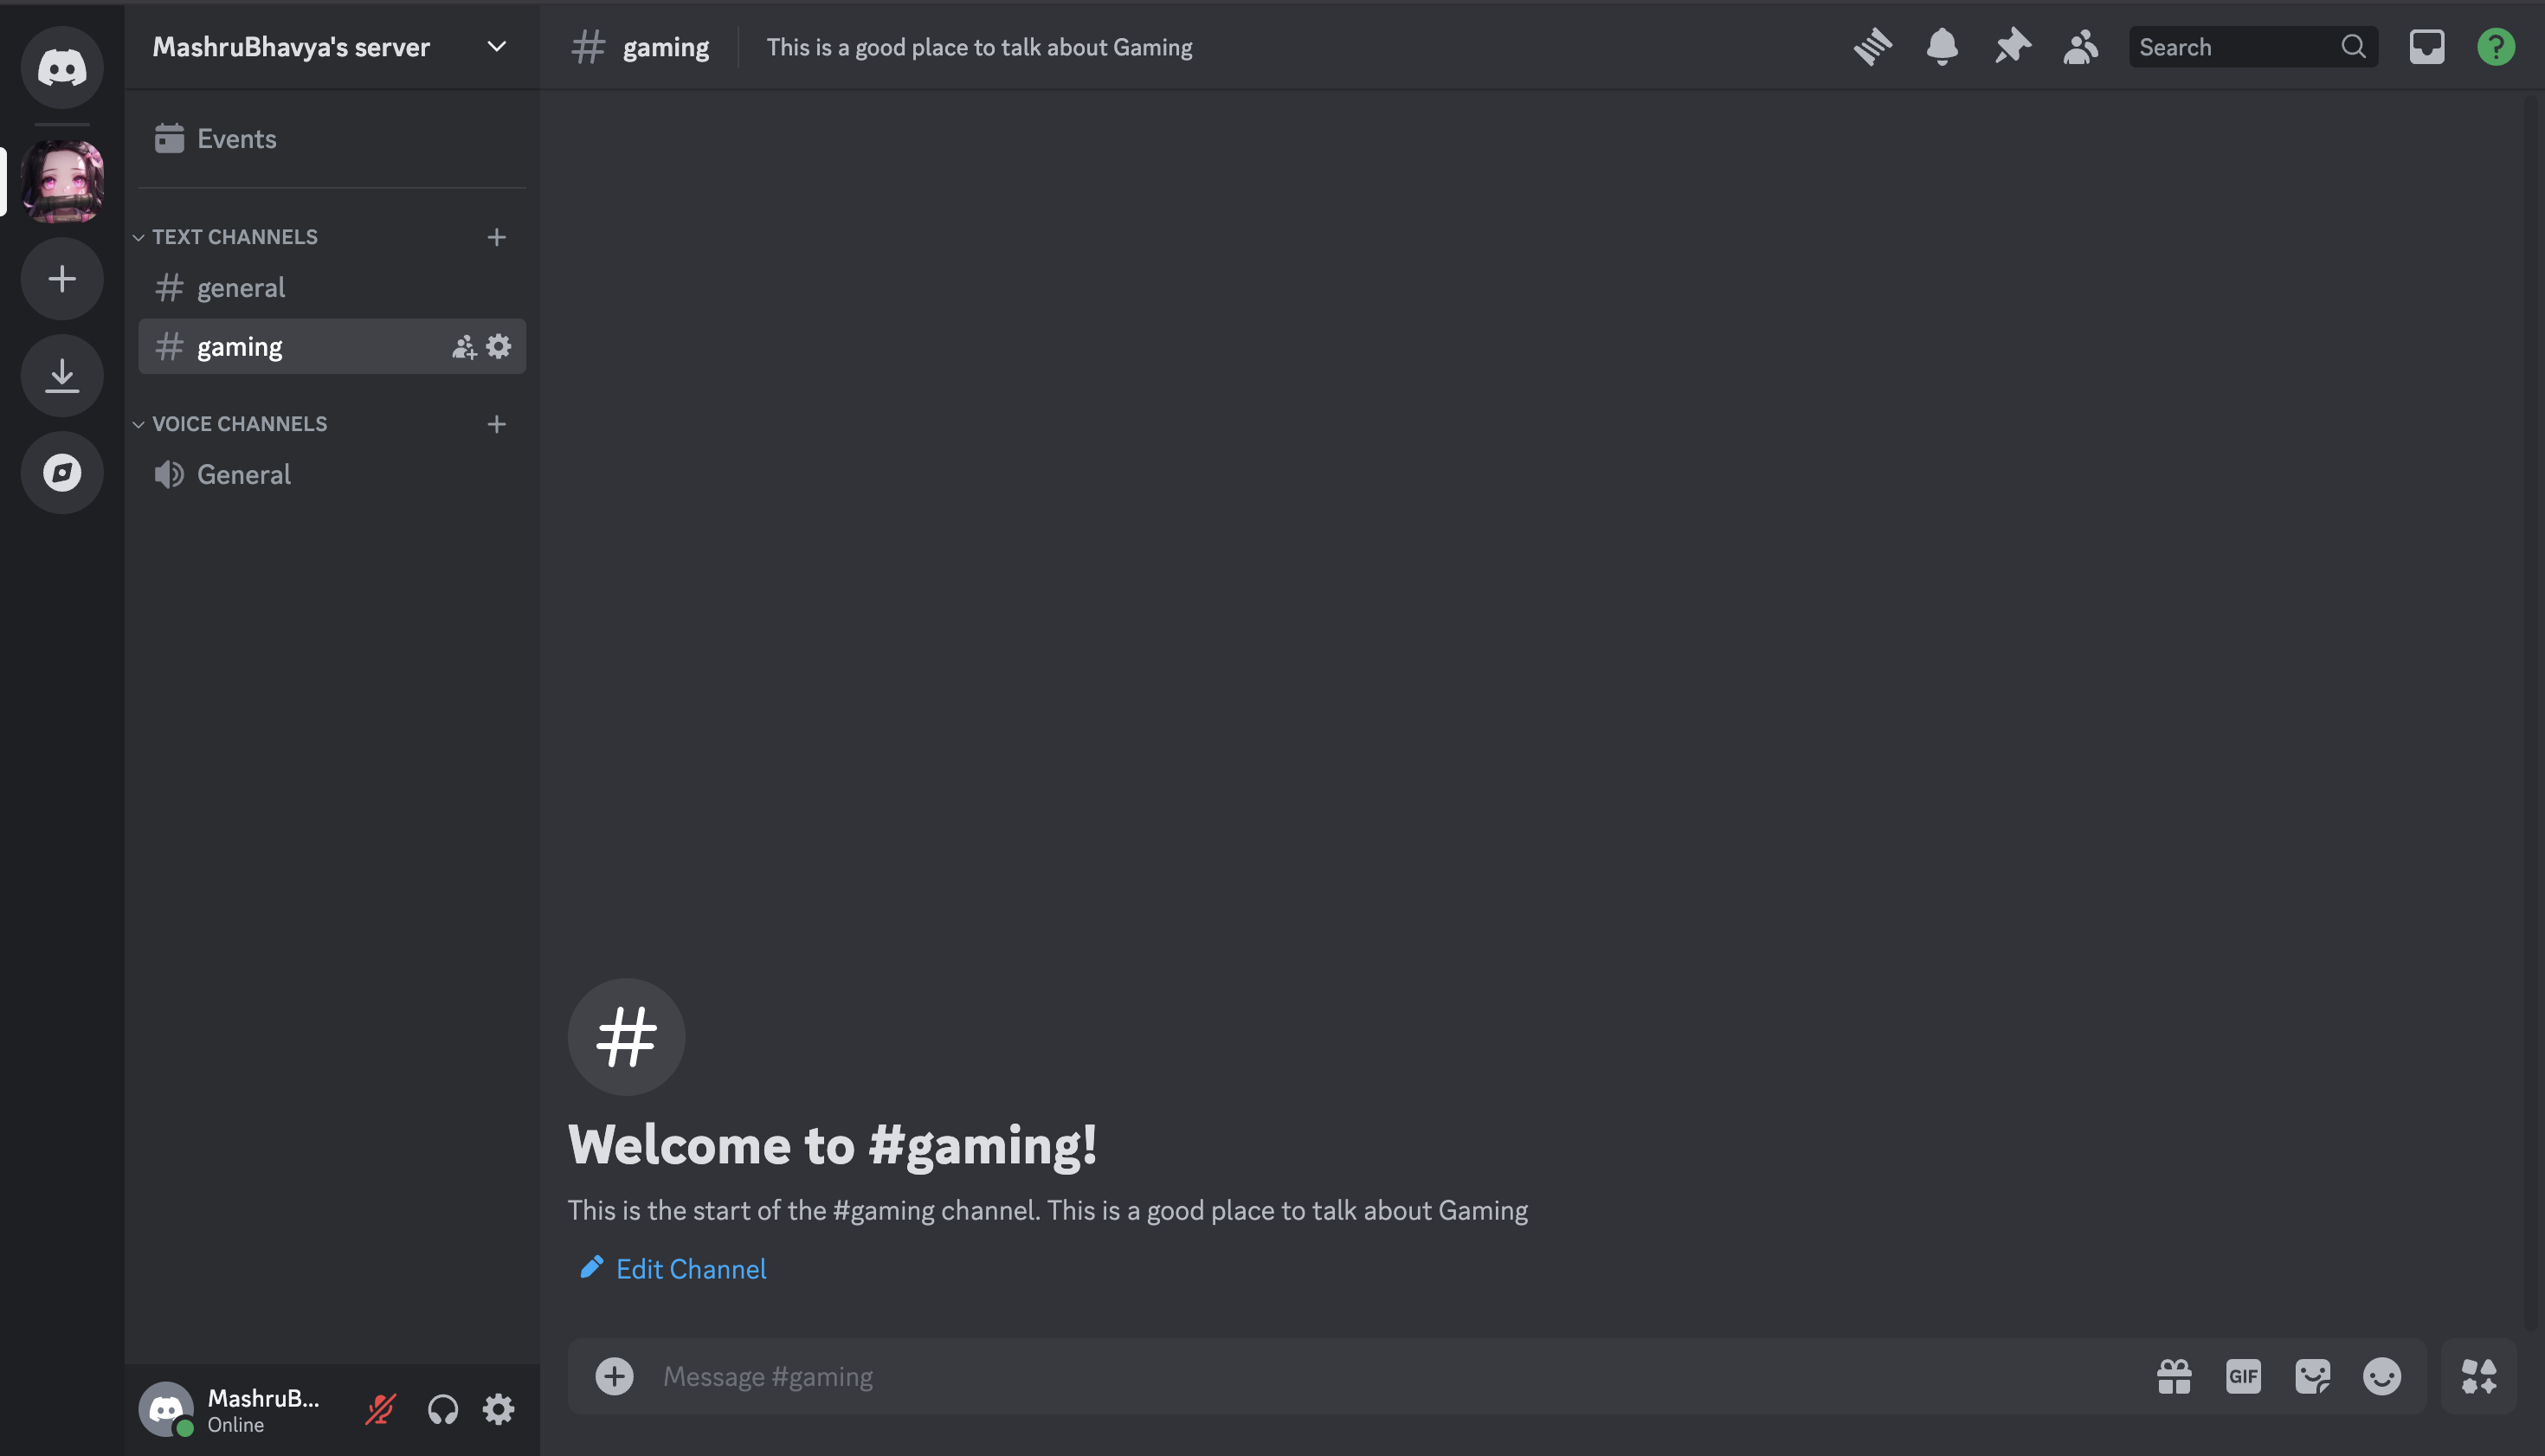 MashruBhavya's server
Events
TEXT CHANNELS
general
gaming
VOICE CHANNELS
General
MashruB...
Online
gaming
This is a good place to talk about Gaming
Search
Welcome to #gaming!
This is the start of the #gaming channel. This is a good place to talk about Gaming
Edit Channel
Message #gaming
GIF